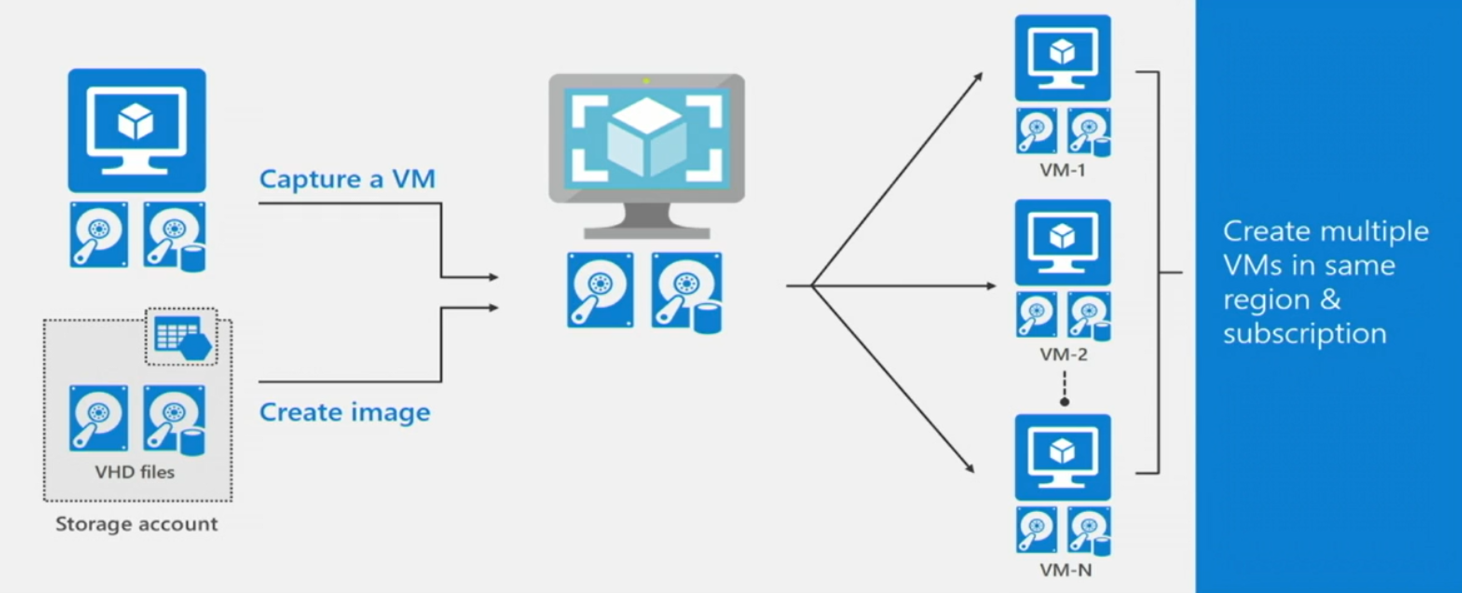 Capture a VM
Create image
VHD files
Storage account
VM-1
VM-2
VM-N
Create multiple
VMs in same
region &
subscription